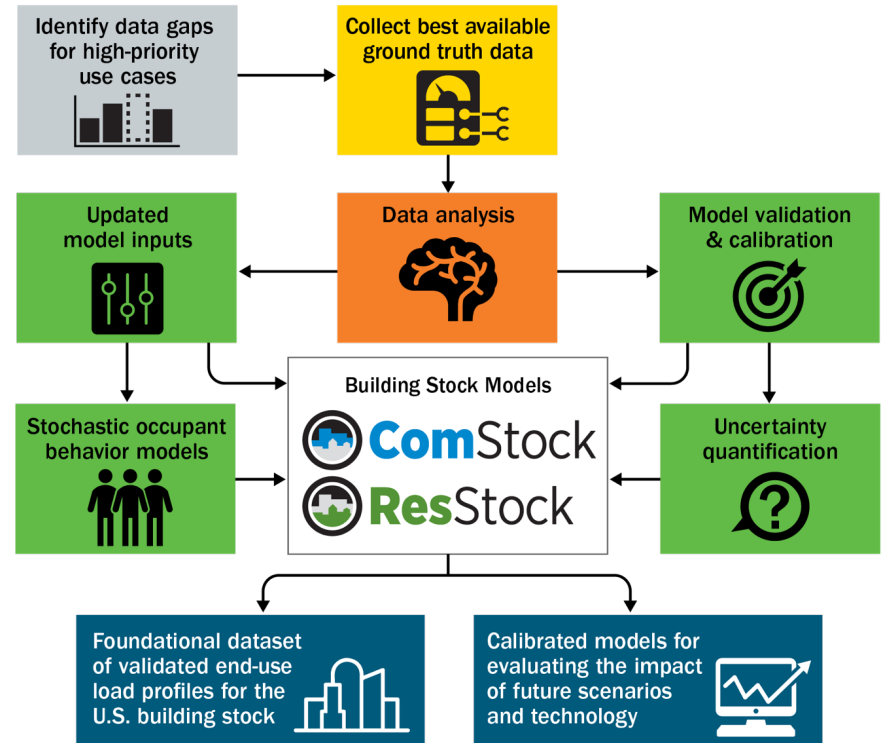 Identify data gaps
for high-priority
use cases
Collect best available
ground truth data
Updated
model inputs
Data analysis
Model validation
& calibration
Stochastic occupant
behavior models
Building Stock Models
ComStock
ResStock
Uncertainty
quantification
?
Foundational dataset
of validated end-use
load profiles for the
U.S. building stock
Calibrated models for
evaluating the impact
of future scenarios
and technology